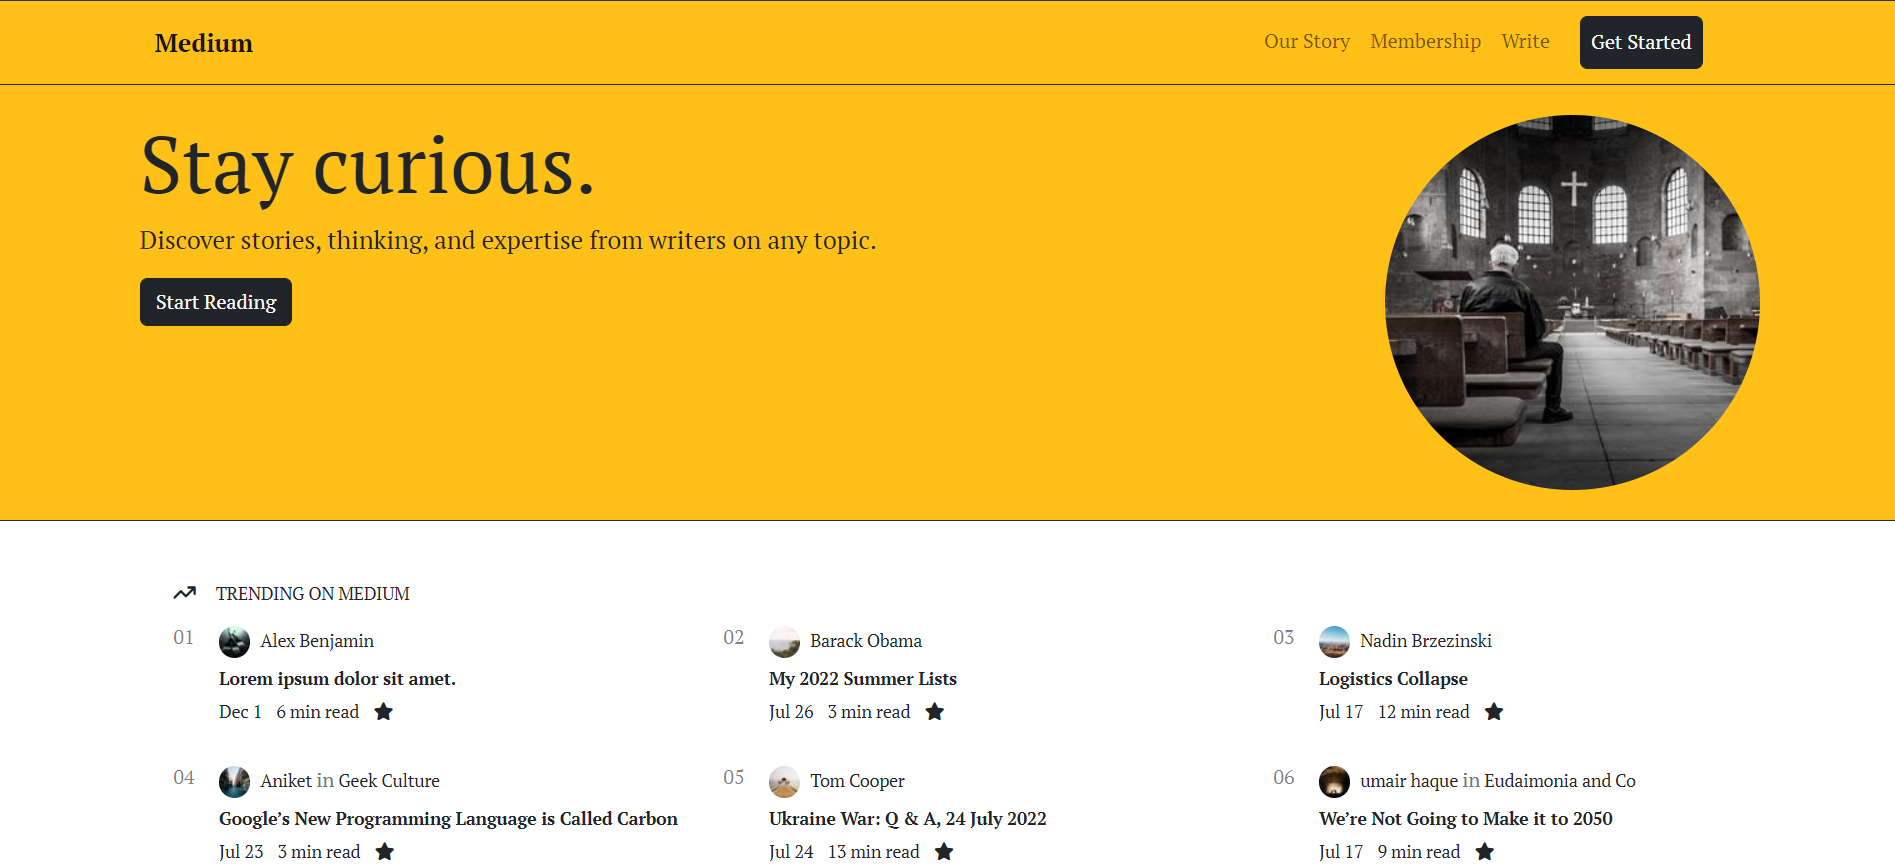 Medium
Our Story Membership Write Get Started
Stay curious.
Discover stories, thinking, and expertise from writers on any topic.
Start Reading
TRENDING ON MEDIUM
01 Alex Benjamin
Lorem ipsum dolor sit amet.
Dec 1 6 min read
02 Barack Obama
My 2022 Summer Lists
Jul 26 3 min read
03 Nadin Brzezinski
Logistics Collapse
Jul 17 12 min read
04 Aniket in Geek Culture
Google’s New Programming Language is Called Carbon
Jul 23 3 min read
05 Tom Cooper
Ukraine War: Q & A, 24 July 2022
Jul 24 13 min read
06 umair haque in Eudaimonia and Co
We’re Not Going to Make it to 2050
Jul 17 9 min read